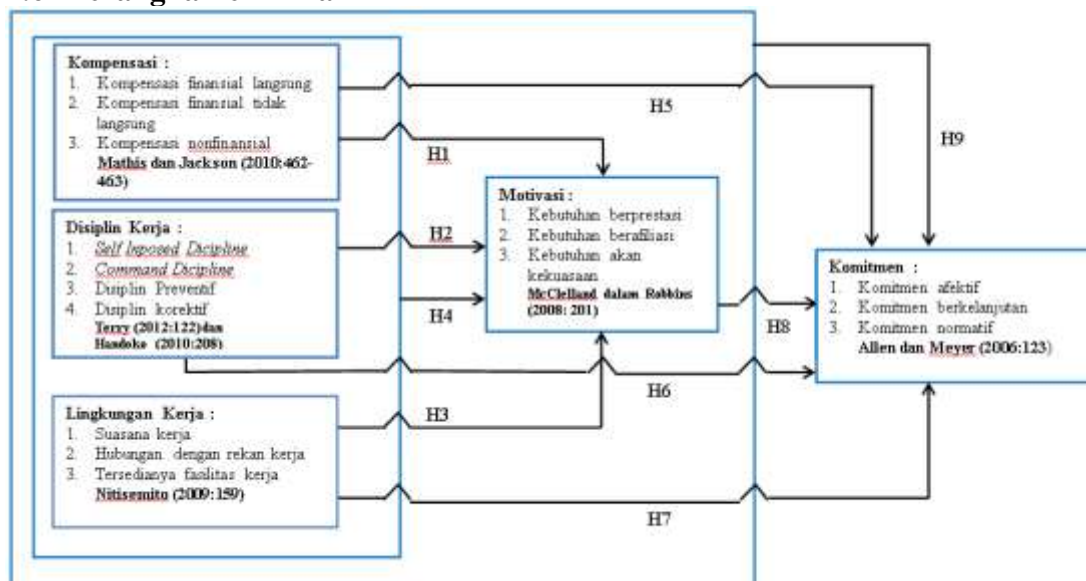 Kompensasi :
1. Kompensasi finansial langsung
2. Kompensasi finansial tidak
langsung
3. Kompensasi nonfinansial
Mathis dan Jackson (2010:462-
463)
H5
H9
H1
Motivasi :
1. Kebutuhan berprestasi
2. Kebutuhan berafiliasi
3. Kebutuhan akan
kekuasaan
McClelland dalam Robbins
(2008: 201)
Disiplin Kerja :
1. Self Inposed Dicipline
2. Command Dicipline
3. Disiplin Preventif
4. Disiplin korektif
Terry (2012:122)dan
Handoko (2010:208)
H2
H4
Komitmen :
1. Komitmen afektif
2. Komitmen berkelanjutan
3. Komitmen normatif
Allen dan Meyer (2006:123)
H8
H6
Lingkungan Kerja :
1. Suasana kerja
2. Hubungan dengan rekan kerja
3. Tersedianya fasilitas kerja
Nitisemito (2009:159)
H3
H7